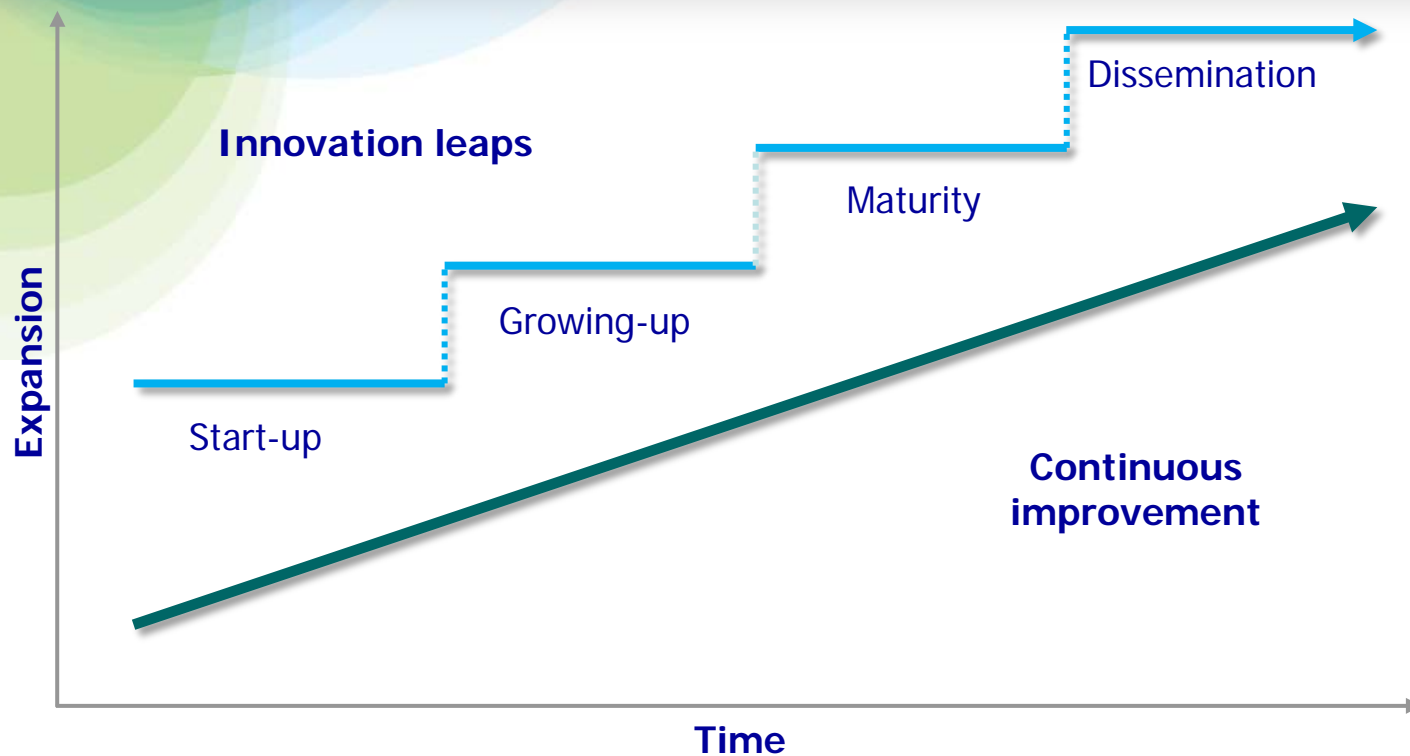 Dissemination
Innovation leaps
Maturity
Expansion
Growing-up
Start-up
Continuous
improvement
Time